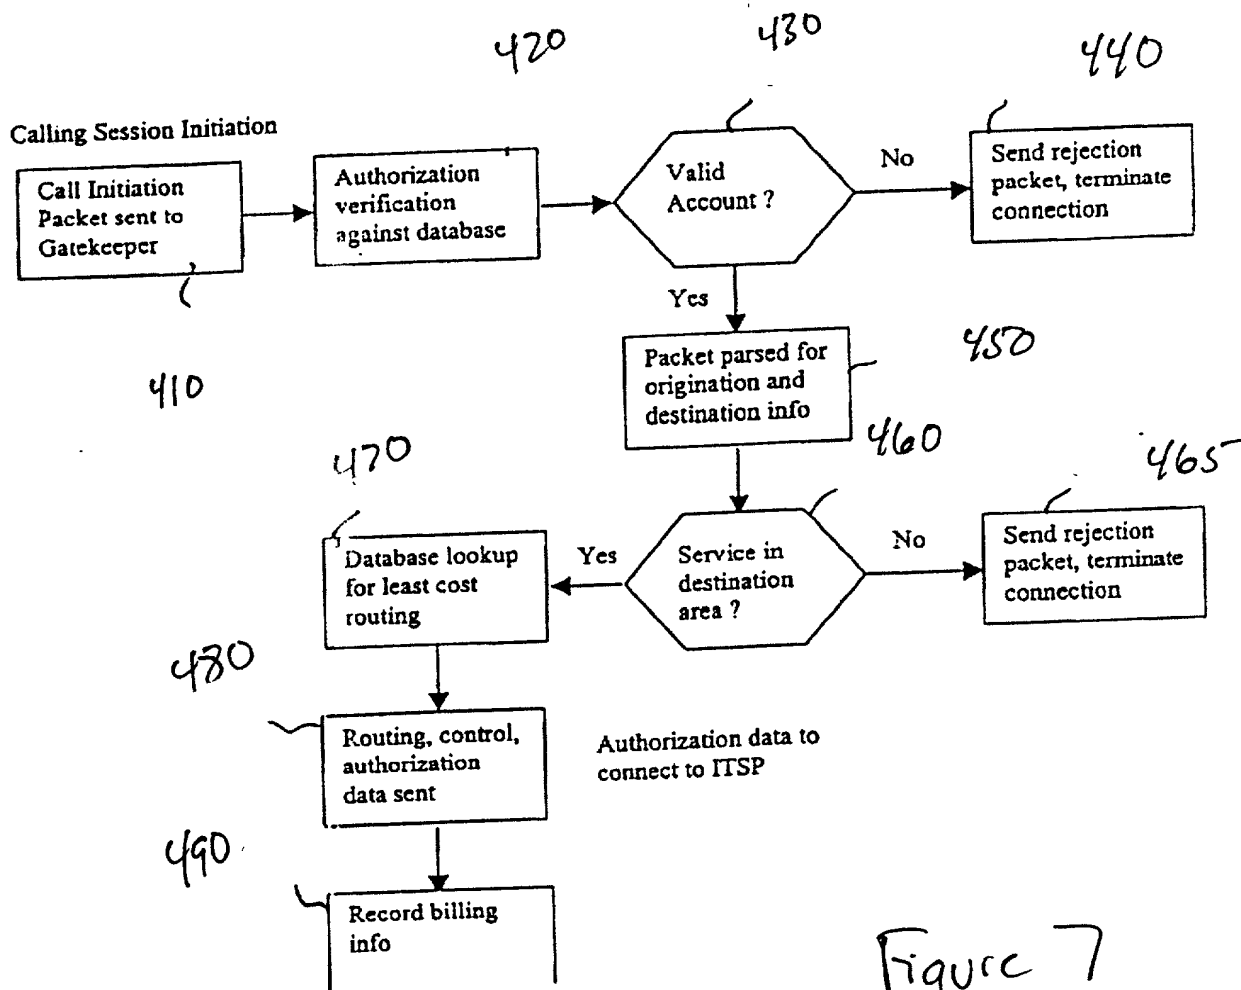 420
430
440
Calling Session Initiation
Call Initiation
Packet sent to
Gatekeeper
Authorization
verification
against database
Valid
Account ?
No
Send rejection
packet, terminate
connection
Yes
410
Packet parsed for
origination and
destination info
450
460
470
465
Database lookup
for least cost
routing
Yes
Service in
destination
area ?
No
Send rejection
packet, terminate
connection
480
Routing, control,
authorization
data sent
Authorization data to
connect to ITSP
490
Record billing
info
Figure 7